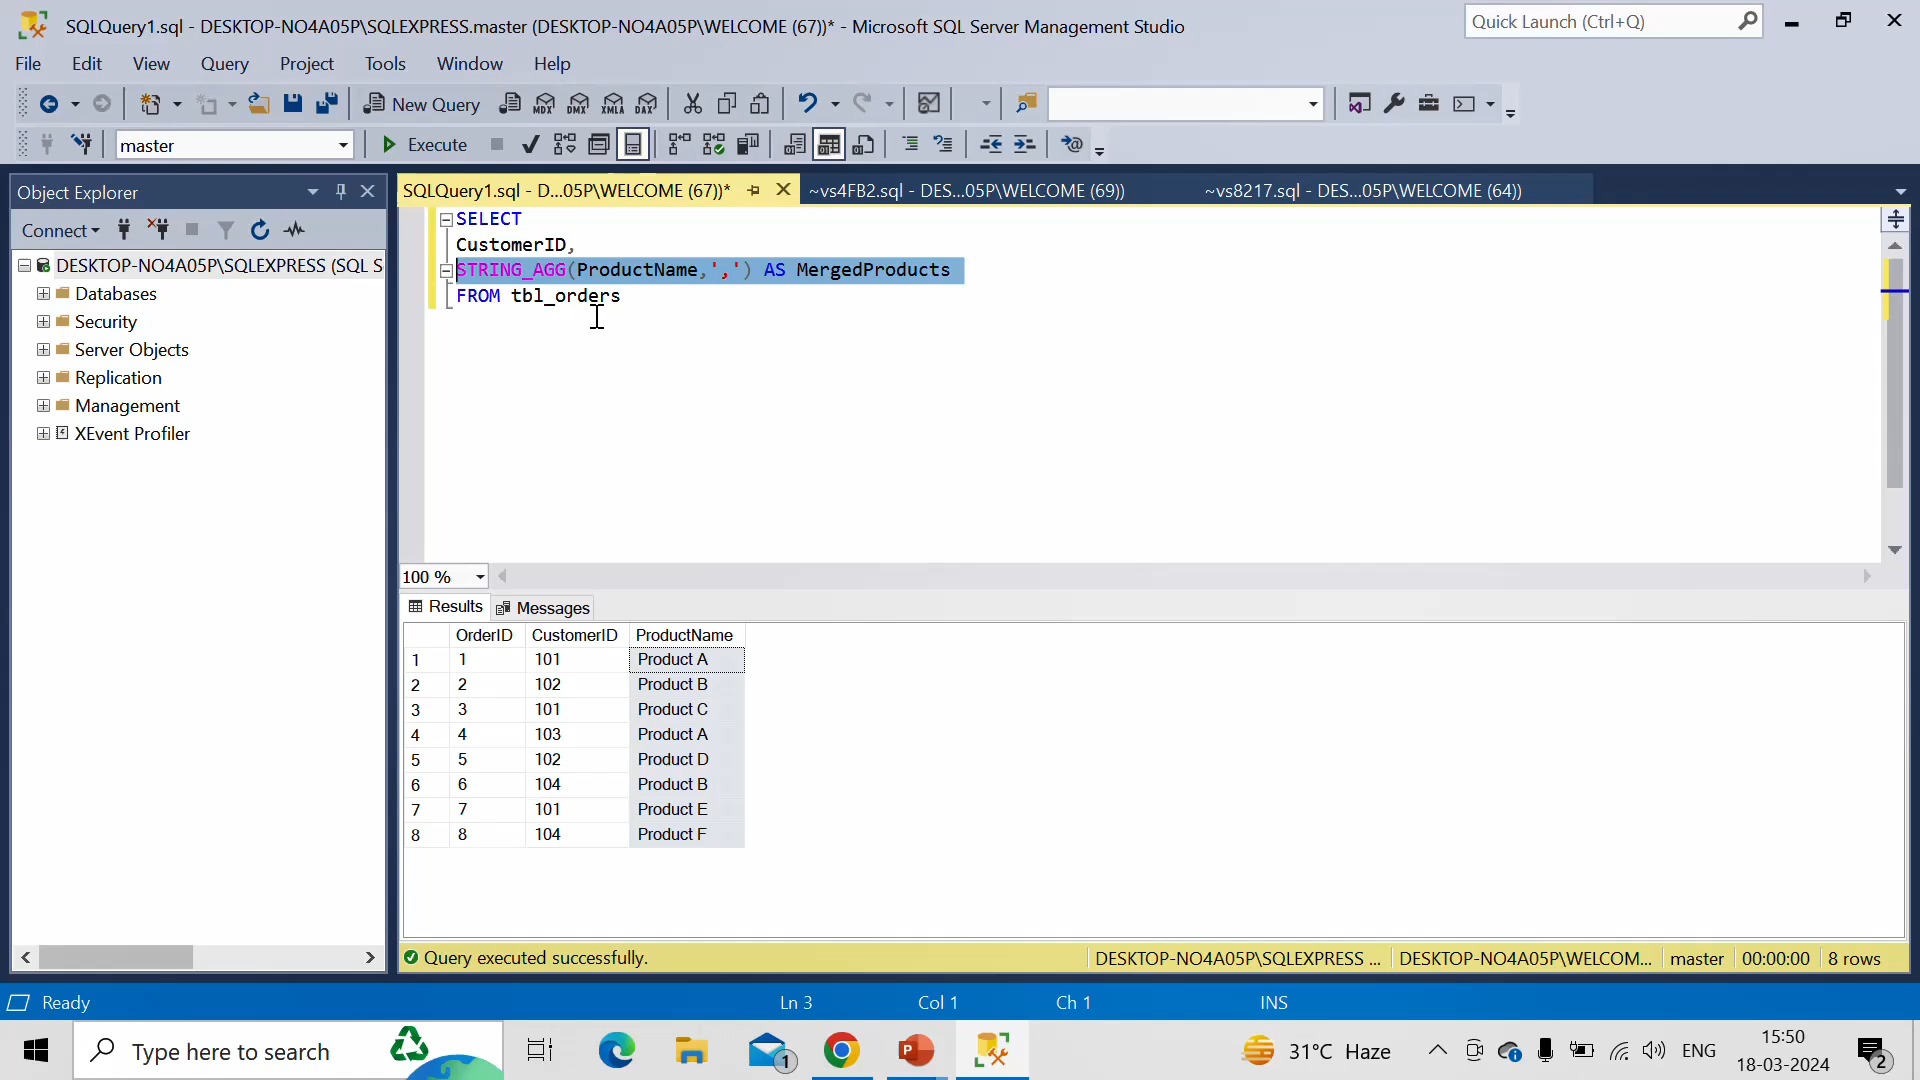 SQLQuery1.sql - DESKTOP-NO4A05P\SQLEXPRESS.master (DESKTOP-NO4A05P\WELCOME (67))* - Microsoft SQL Server Management Studio
Quick Launch (Ctrl+Q)
File Edit View Query Project Tools Window Help
New Query MDX DMX XMLA DAX
master Execute
Object Explorer
SQLQuery1.sql - D...05P\WELCOME (67))* ~vs4FB2.sql - DES...05P\WELCOME (69)) ~vs8217.sql - DES...05P\WELCOME (64))
Connect
DESKTOP-NO4A05P\SQLEXPRESS (SQL S
Databases
Security
Server Objects
Replication
Management
XEvent Profiler
SELECT
CustomerID,
STRING_AGG(ProductName,',') AS MergedProducts
FROM tbl_orders
100 %
Results Messages
OrderID CustomerID ProductName
1 1 101 Product A
2 2 102 Product B
3 3 101 Product C
4 4 103 Product A
5 5 102 Product D
6 6 104 Product B
7 7 101 Product E
8 8 104 Product F
Query executed successfully. DESKTOP-NO4A05P\SQLEXPRESS ... DESKTOP-NO4A05P\WELCOM... master 00:00:00 8 rows
Ready Ln 3 Col 1 Ch 1 INS
Type here to search 1 31°C Haze ENG 15:50
18-03-2024 2